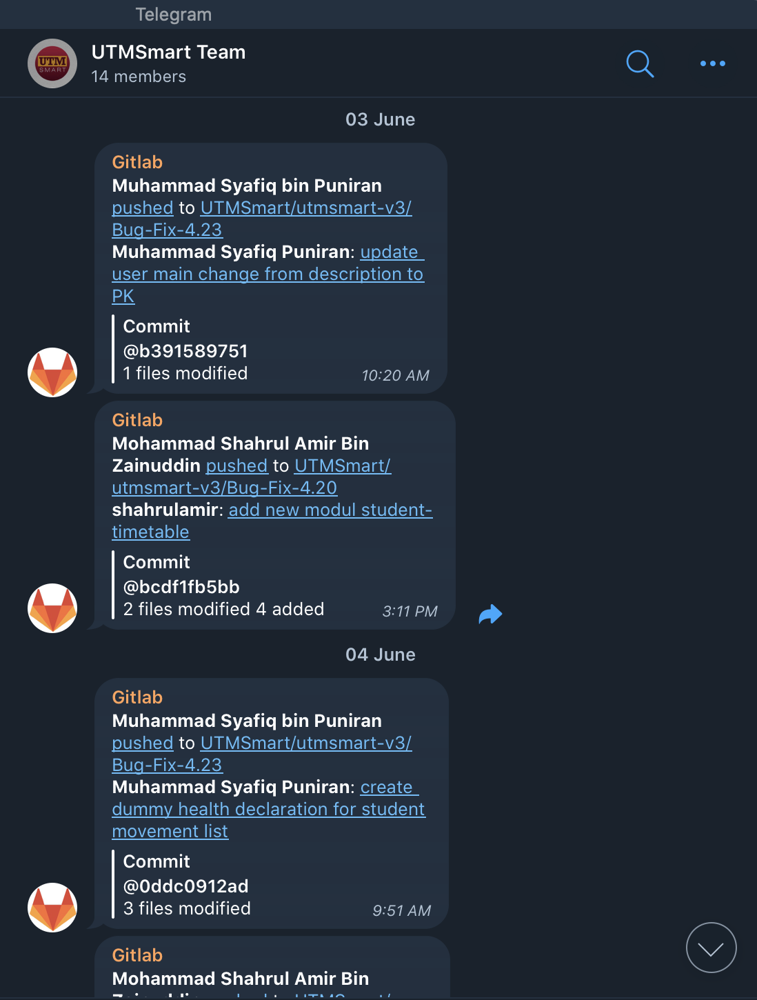 Telegram
UTM
SMART
UTMSmart Team
14 members
03 June
Gitlab
Muhammad Syafiq bin Puniran
pushed to UTMSmart/utmsmart-v3/
Bug-Fix-4.23
Muhammad Syafiq Puniran: update
user main change from description to
PK
Commit
@b391589751
1 files modified
10:20 AM
Gitlab
Mohammad Shahrul Amir Bin
Zainuddin pushed to UTMSmart/
utmsmart-v3/Bug-Fix-4.20
shahrulamir: add new modul student-
timetable
Commit
@bcdf1fb5bb
2 files modified 4 added
3:11 PM
04 June
Gitlab
Muhammad Syafiq bin Puniran
pushed to UTMSmart/utmsmart-v3/
Bug-Fix-4.23
Muhammad Syafiq Puniran: create
dummy health declaration for student
movement list
Commit
@0ddc0912ad
3 files modified
9:51 AM
Gitlab
Mohammad Shahrul Amir Bin